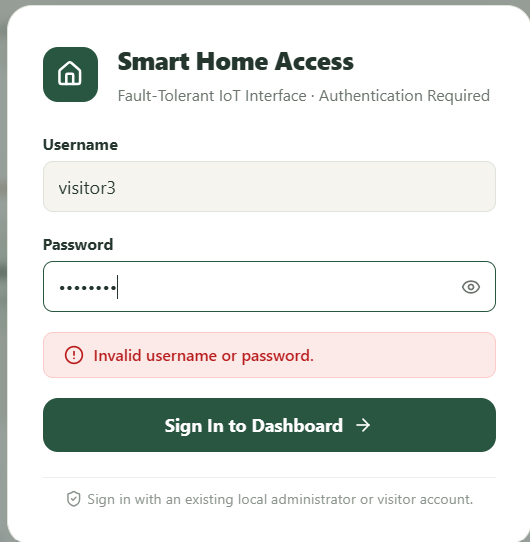 Smart Home Access
Fault-Tolerant IoT Interface · Authentication Required
Username
visitor3
Password
••••••••
Invalid username or password.
Sign In to Dashboard →
Sign in with an existing local administrator or visitor account.